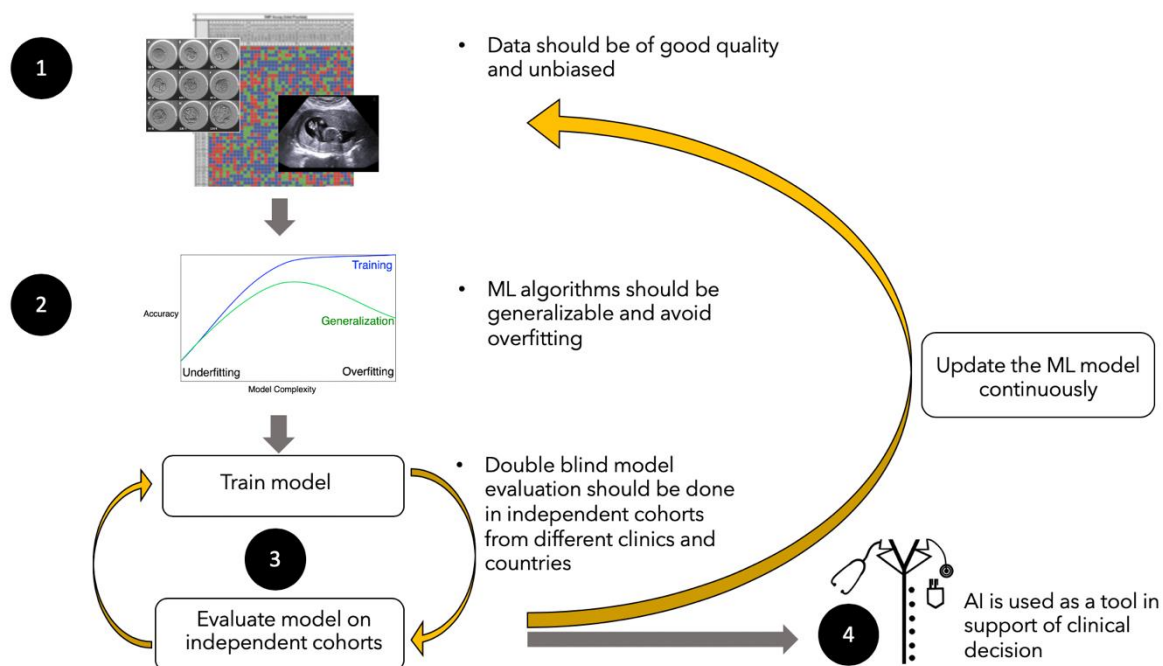 1
• Data should be of good quality
and unbiased
2
Training
Accuracy
Generalization
Underfitting
Overfitting
Model Complexity
• ML algorithms should be
generalizable and avoid
overfitting
Update the ML model
continuously
Train model
3
Evaluate model on
independent cohorts
• Double blind model
evaluation should be done
in independent cohorts
from different clinics and
countries
4
AI is used as a tool in
support of clinical
decision